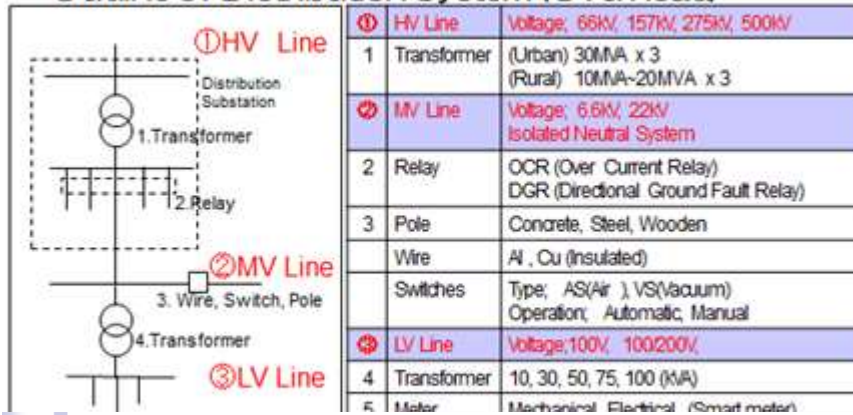 ①HV Line
Distribution
Substation
1.Transformer
2.Relay
②MV Line
3. Wire, Switch, Pole
4.Transformer
③LV Line
① HV Line Voltage; 66kV, 157kV, 275kV, 500kV
1 Transformer (Urban) 30MVA x 3
(Rural) 10MVA~20MVA x 3
② MV Line Voltage; 6.6kV, 22kV
Isolated Neutral System
2 Relay OCR (Over Current Relay)
DGR (Directional Ground Fault Relay)
3 Pole Concrete, Steel, Wooden
Wire Al , Cu (Insulated)
Switches Type; AS(Air ), VS(Vacuum)
Operation; Automatic, Manual
③ LV Line Voltage;100V, 100/200V,
4 Transformer 10, 30, 50, 75, 100 (kVA)
5 Meter Mechanical, Electrical, (Smart meter)